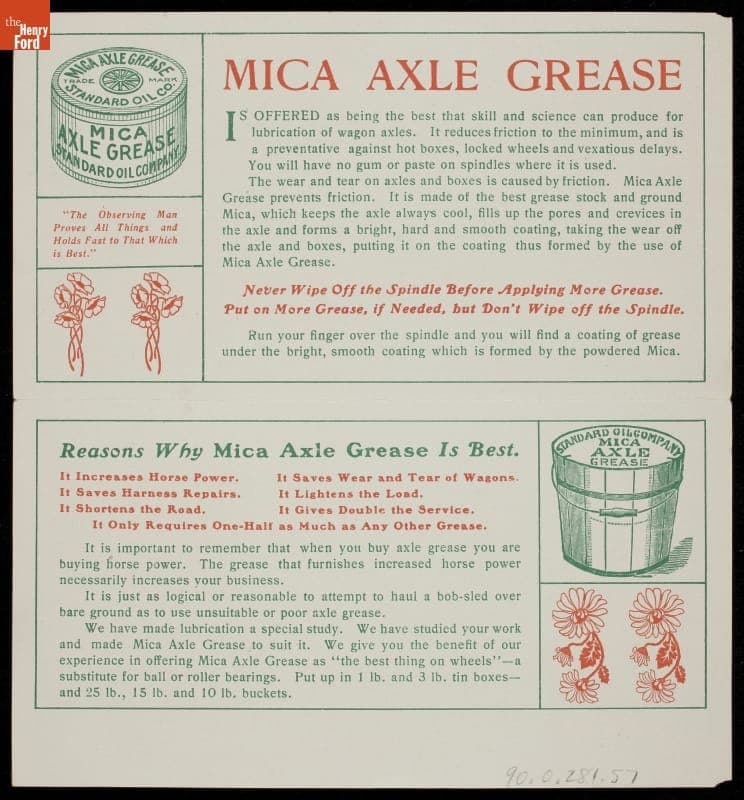 the
Henry
Ford
MICA AXLE GREASE
TRADE MARK
STANDARD OIL CO.
MICA
AXLE GREASE
STANDARD OIL COMPANY
"The Observing Man
Proves All Things and
Holds Fast to That Which
is Best."
MICA AXLE GREASE
IS OFFERED as being the best that skill and science can produce for
lubrication of wagon axles. It reduces friction to the minimum, and is
a preventative against hot boxes, locked wheels and vexatious delays.
You will have no gum or paste on spindles where it is used.
The wear and tear on axles and boxes is caused by friction. Mica Axle
Grease prevents friction. It is made of the best grease stock and ground
Mica, which keeps the axle always cool, fills up the pores and crevices in
the axle and forms a bright, hard and smooth coating, taking the wear off
the axle and boxes, putting it on the coating thus formed by the use of
Mica Axle Grease.
Never Wipe Off the Spindle Before Applying More Grease.
Put on More Grease, if Needed, but Don't Wipe off the Spindle.
Run your finger over the spindle and you will find a coating of grease
under the bright, smooth coating which is formed by the powdered Mica.
Reasons Why Mica Axle Grease Is Best.
It Increases Horse Power. It Saves Wear and Tear of Wagons.
It Saves Harness Repairs. It Lightens the Load.
It Shortens the Road. It Gives Double the Service.
It Only Requires One-Half as Much as Any Other Grease.
It is important to remember that when you buy axle grease you are
buying horse power. The grease that furnishes increased horse power
necessarily increases your business.
It is just as logical or reasonable to attempt to haul a bob-sled over
bare ground as to use unsuitable or poor axle grease.
We have made lubrication a special study. We have studied your work
and made Mica Axle Grease to suit it. We give you the benefit of our
experience in offering Mica Axle Grease as "the best thing on wheels"—a
substitute for ball or roller bearings. Put up in 1 lb. and 3 lb. tin boxes—
and 25 lb., 15 lb. and 10 lb. buckets.
STANDARD OIL COMPANY
MICA
AXLE
GREASE
90.0.281.57